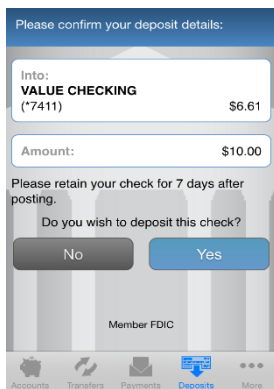 Please confirm your deposit details:
Into:
VALUE CHECKING
(*7411) $6.61
Amount: $10.00
Please retain your check for 7 days after
posting.
Do you wish to deposit this check?
No Yes
Member FDIC
Accounts Transfers Payments Deposits More